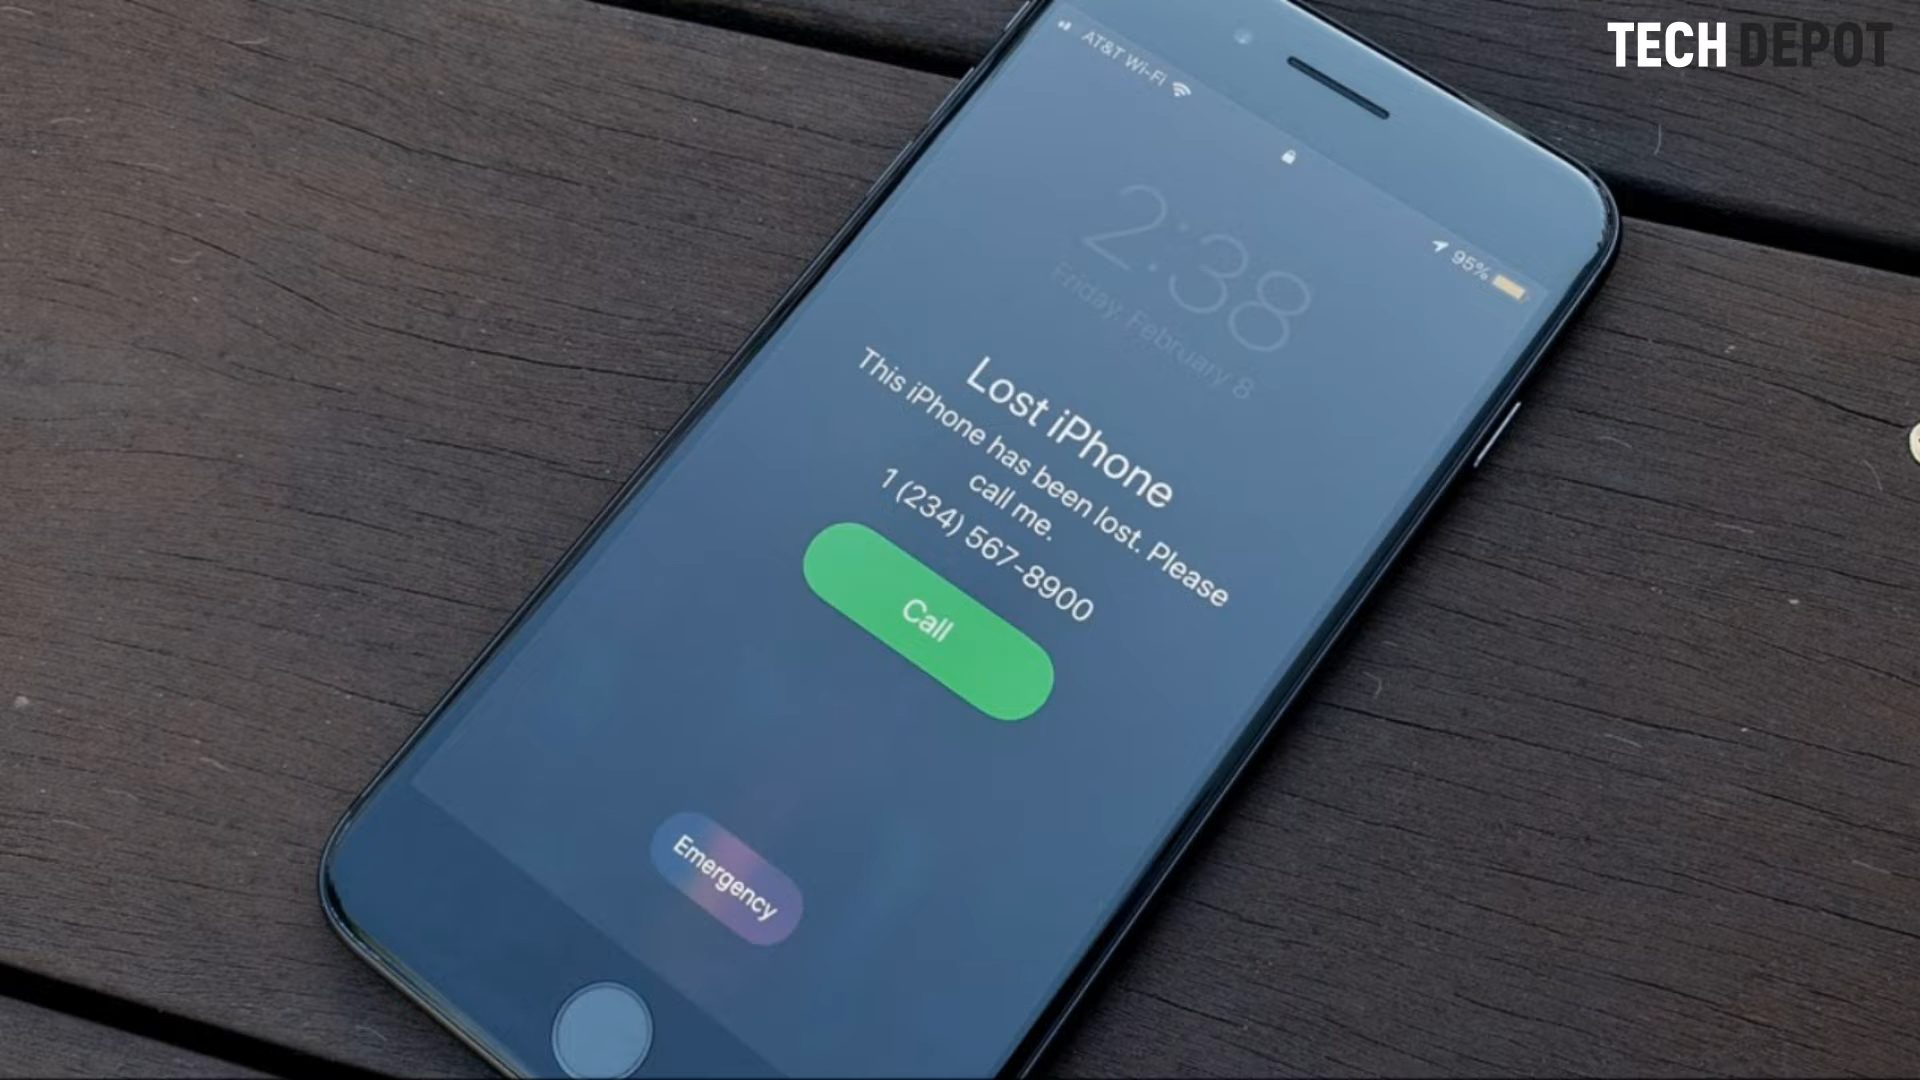 TECH DEPOT
AT&T Wi-Fi
95%
2:38
Friday, February 8
Lost iPhone
This iPhone has been lost. Please
call me.
1 (234) 567-8900
Call
Emergency